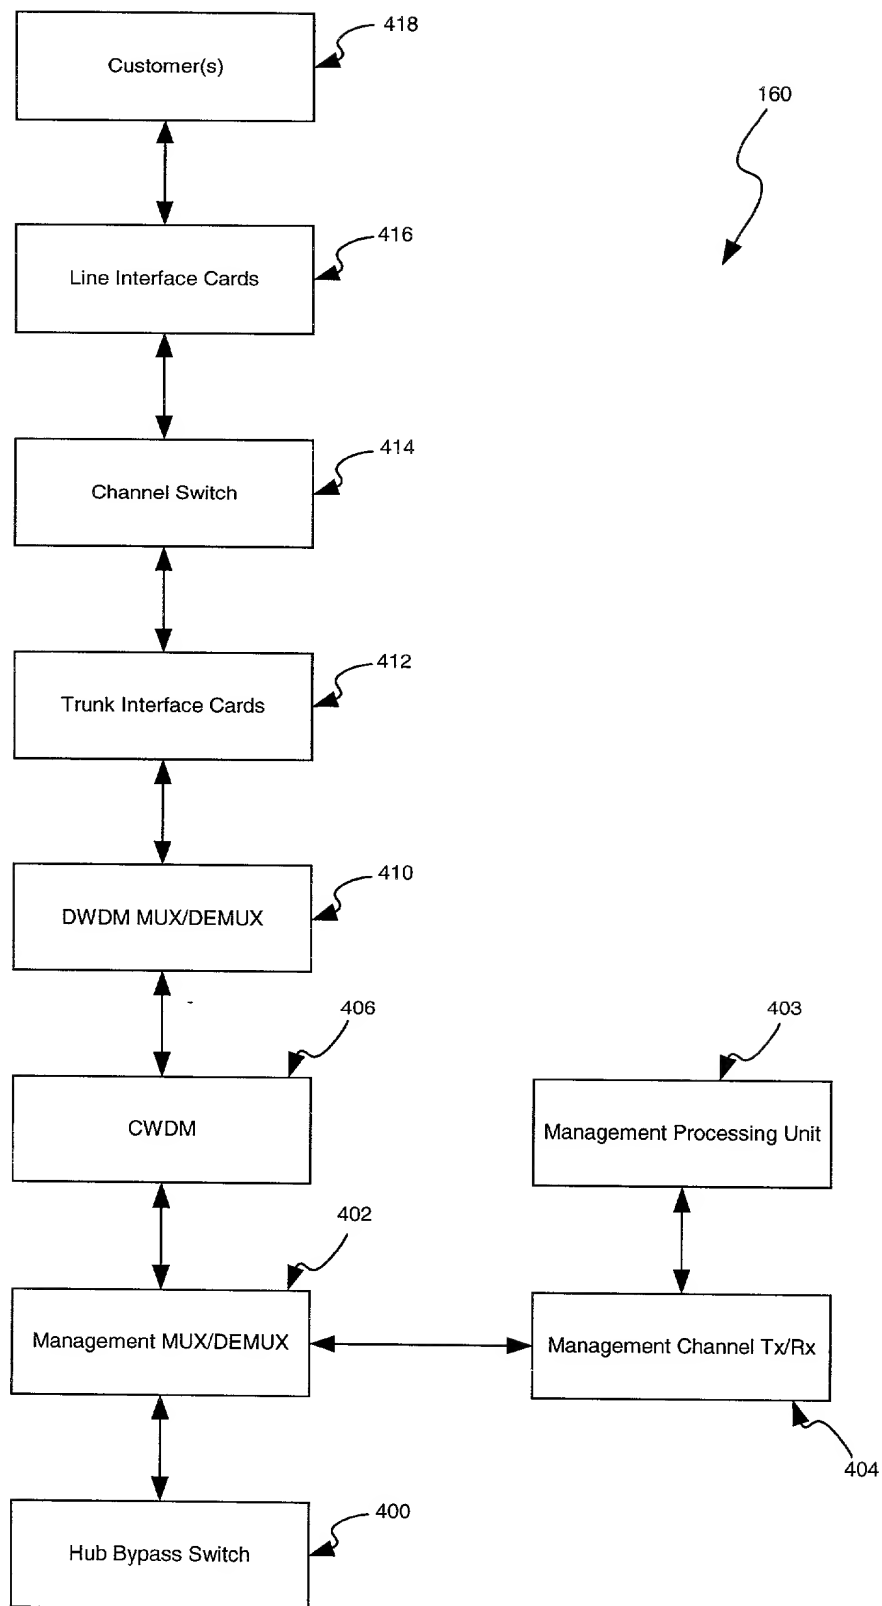 418
Customer(s)
160
416
Line Interface Cards
414
Channel Switch
412
Trunk Interface Cards
410
DWDM MUX/DEMUX
406
403
CWDM
Management Processing Unit
402
Management MUX/DEMUX
Management Channel Tx/Rx
404
400
Hub Bypass Switch